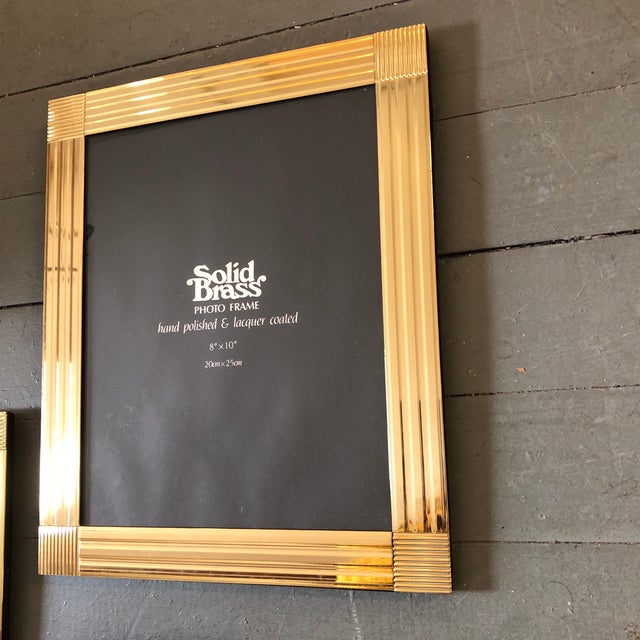 Solid
Brass
PHOTO FRAME
hand polished & lacquer coated
8"×10"
20cm×25cm